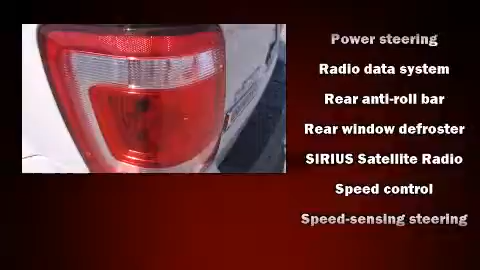 Power steering
Radio data system
Rear anti-roll bar
Rear window defroster
SIRIUS Satellite Radio
Speed control
Speed-sensing steering